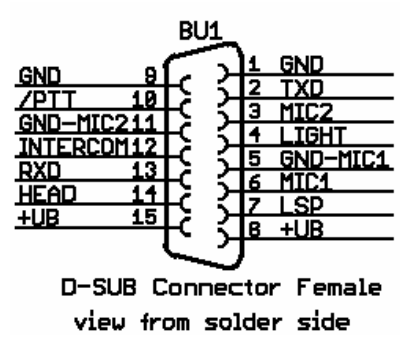 BU1
1 GND
GND 9
2 TXD
/PTT 10
3 MIC2
GND-MIC2 11
4 LIGHT
INTERCOM 12
5 GND-MIC1
RXD 13
6 MIC1
HEAD 14
7 LSP
+UB 15
8 +UB
D-SUB Connector Female
view from solder side